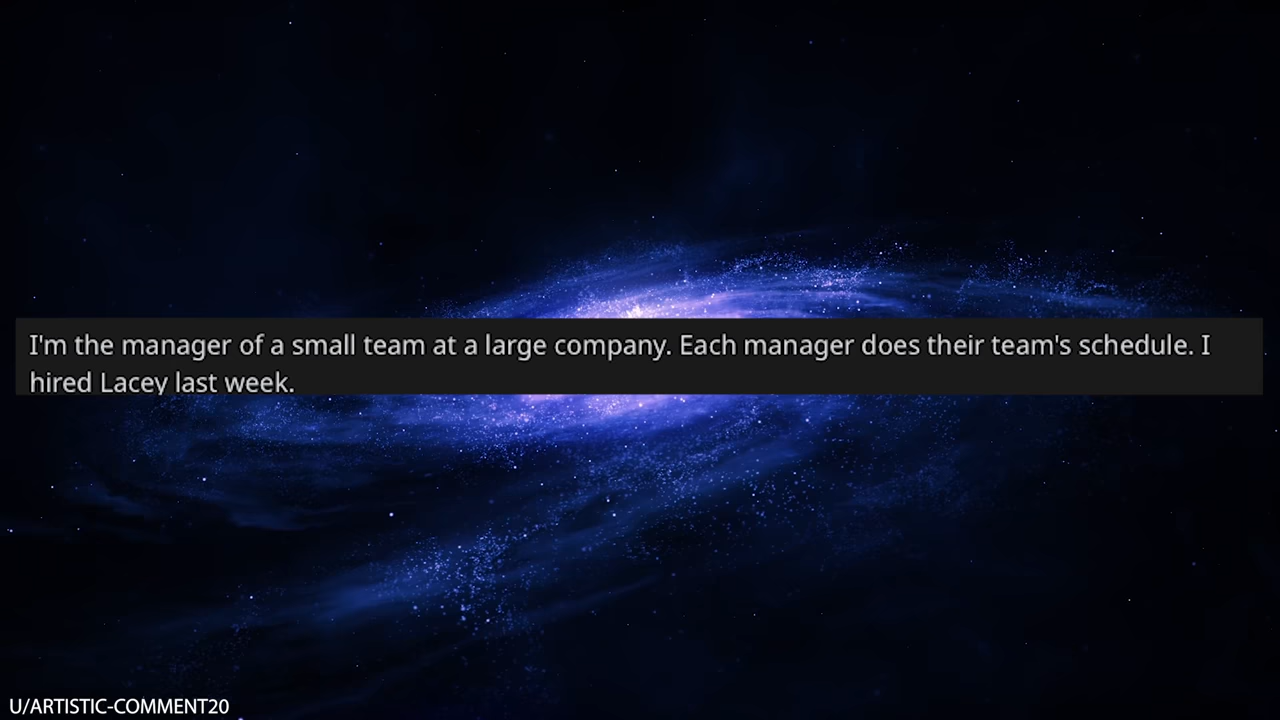 I'm the manager of a small team at a large company. Each manager does their team's schedule. I
hired Lacey last week.
U/ARTISTIC-COMMENT20